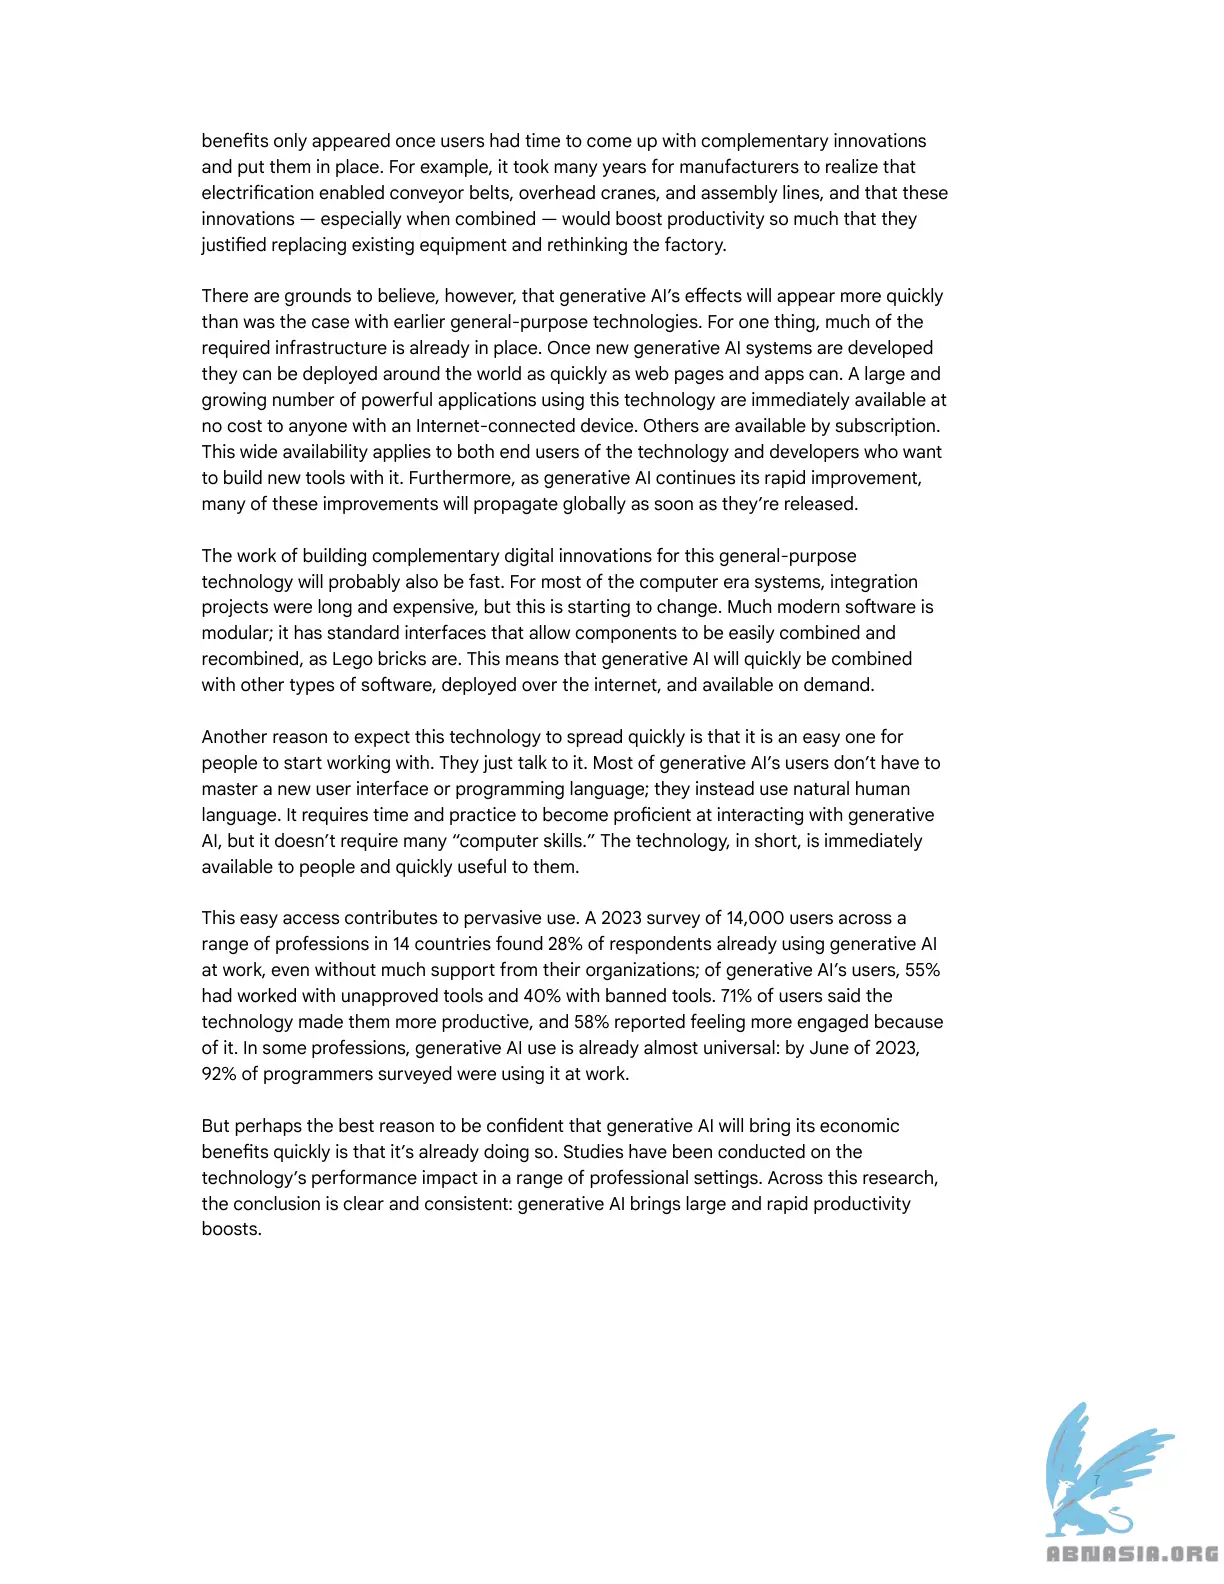 benefits only appeared once users had time to come up with complementary innovations
and put them in place. For example, it took many years for manufacturers to realize that
electrification enabled conveyor belts, overhead cranes, and assembly lines, and that these
innovations — especially when combined — would boost productivity so much that they
justified replacing existing equipment and rethinking the factory.
There are grounds to believe, however, that generative AI’s effects will appear more quickly
than was the case with earlier general-purpose technologies. For one thing, much of the
required infrastructure is already in place. Once new generative AI systems are developed
they can be deployed around the world as quickly as web pages and apps can. A large and
growing number of powerful applications using this technology are immediately available at
no cost to anyone with an Internet-connected device. Others are available by subscription.
This wide availability applies to both end users of the technology and developers who want
to build new tools with it. Furthermore, as generative AI continues its rapid improvement,
many of these improvements will propagate globally as soon as they’re released.
The work of building complementary digital innovations for this general-purpose
technology will probably also be fast. For most of the computer era systems, integration
projects were long and expensive, but this is starting to change. Much modern software is
modular; it has standard interfaces that allow components to be easily combined and
recombined, as Lego bricks are. This means that generative AI will quickly be combined
with other types of software, deployed over the internet, and available on demand.
Another reason to expect this technology to spread quickly is that it is an easy one for
people to start working with. They just talk to it. Most of generative AI’s users don’t have to
master a new user interface or programming language; they instead use natural human
language. It requires time and practice to become proficient at interacting with generative
AI, but it doesn’t require many “computer skills.” The technology, in short, is immediately
available to people and quickly useful to them.
This easy access contributes to pervasive use. A 2023 survey of 14,000 users across a
range of professions in 14 countries found 28% of respondents already using generative AI
at work, even without much support from their organizations; of generative AI’s users, 55%
had worked with unapproved tools and 40% with banned tools. 71% of users said the
technology made them more productive, and 58% reported feeling more engaged because
of it. In some professions, generative AI use is already almost universal: by June of 2023,
92% of programmers surveyed were using it at work.
But perhaps the best reason to be confident that generative AI will bring its economic
benefits quickly is that it’s already doing so. Studies have been conducted on the
technology’s performance impact in a range of professional settings. Across this research,
the conclusion is clear and consistent: generative AI brings large and rapid productivity
boosts.
7
ABNASIA.ORG